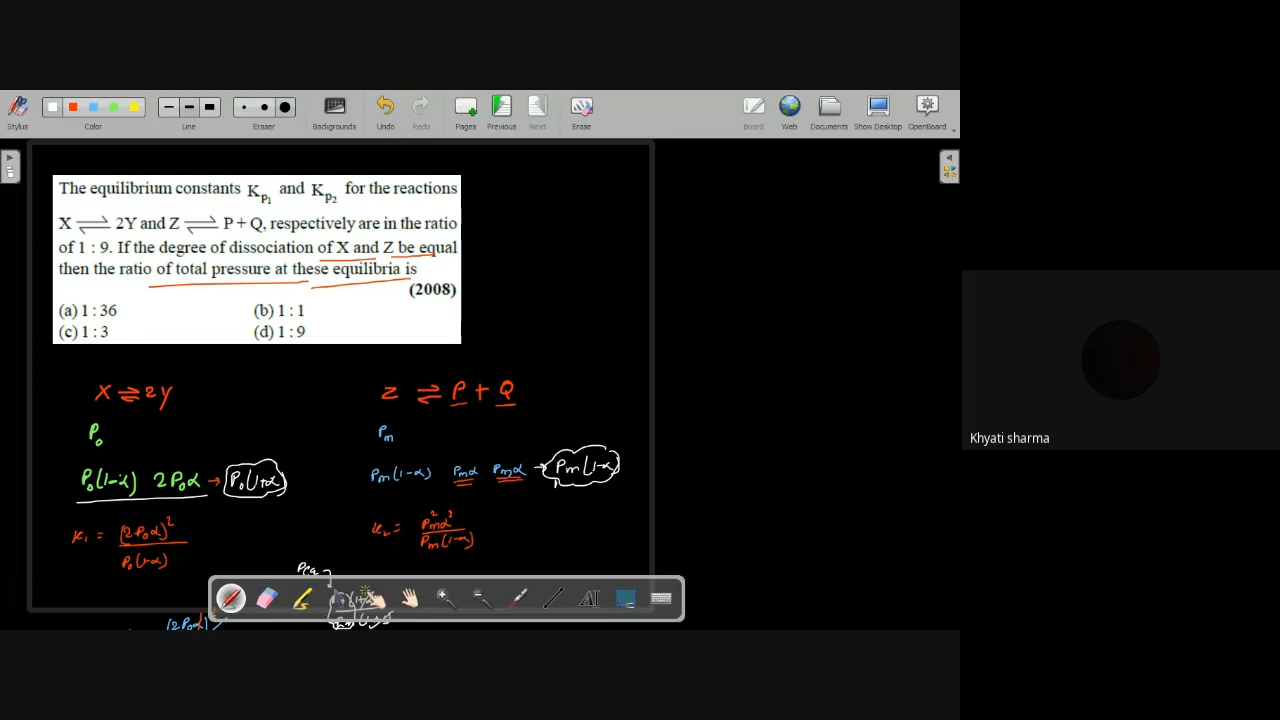 Stylus Color Line Eraser Backgrounds Undo Redo Pages Previous Next Erase Board Web Documents Show Desktop OpenBoard
The equilibrium constants Kp₁ and Kp₂ for the reactions
X ⇌ 2Y and Z ⇌ P + Q, respectively are in the ratio
of 1 : 9. If the degree of dissociation of X and Z be equal
then the ratio of total pressure at these equilibria is
(2008)
(a) 1 : 36 (b) 1 : 1
(c) 1 : 3 (d) 1 : 9
X ⇌ 2Y Z ⇌ P + Q
P₀ Pm
P₀(1-α) 2P₀α → P₀(1+α) Pm(1-α) Pmα Pmα → Pm(1-α)
K₁ = (2P₀α)² / P₀(1-α) K₂ = Pm²α² / Pm(1-α)
(2P₀α)
Khyati sharma